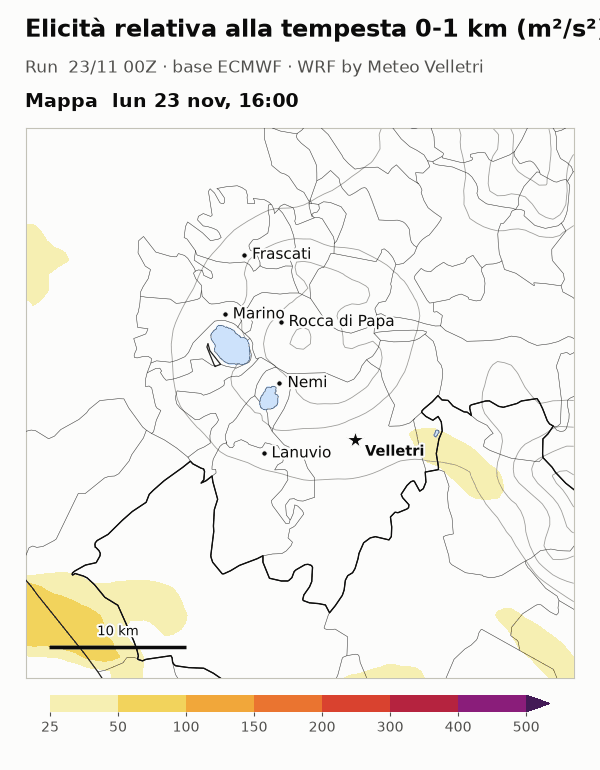 Elicità relativa alla tempesta 0-1 km (m²/s²)
Run 23/11 00Z · base ECMWF · WRF by Meteo Velletri
Mappa lun 23 nov, 16:00
Frascati
Marino
Rocca di Papa
Nemi
Velletri
Lanuvio
10 km
25 50 100 150 200 300 400 500